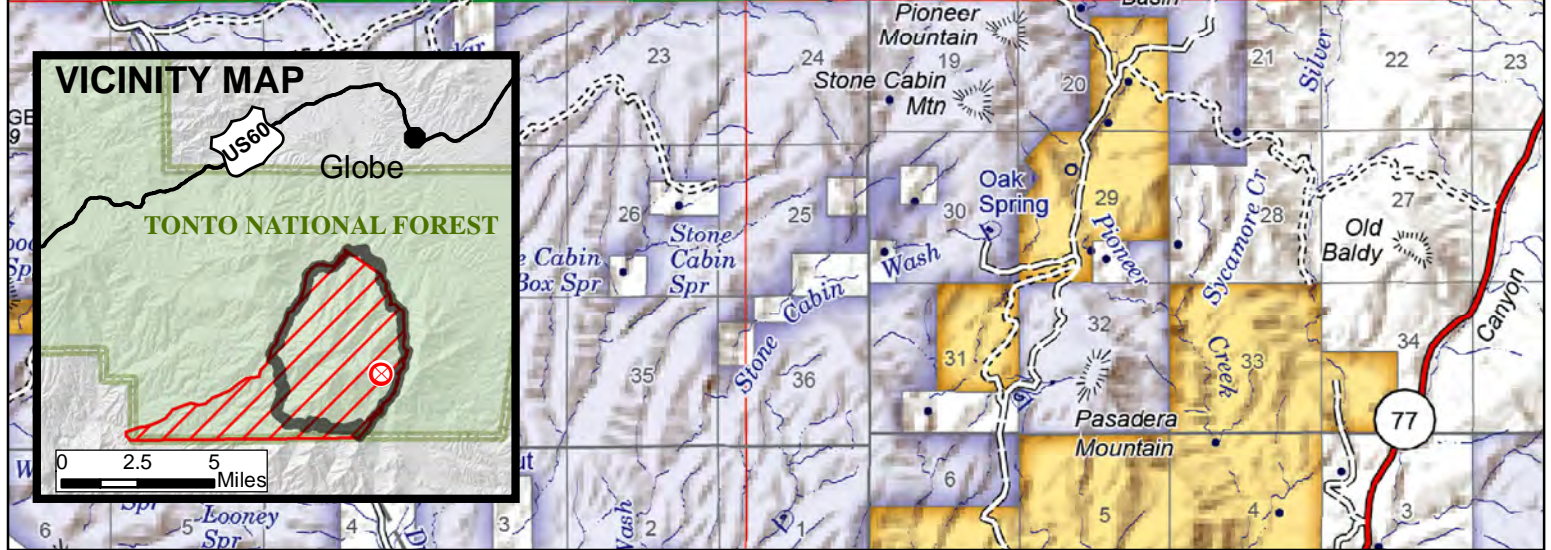 VICINITY MAP
US60
Globe
TONTO NATIONAL FOREST
0 2.5 5
Miles
23
24
19
20
21
22
23
Pioneer
Mountain
Stone Cabin
Mtn
Silver
26
25
30
29
28
27
Oak
Spring
Stone
Cabin
Spr
Cabin
Box Spr
Wash
Pioneer
Sycamore Cr
Old
Baldy
Stone Cabin
Canyon
35
36
31
32
33
34
Creek
Pasadera
Mountain
77
6
5
4
3
2
1
6
5
4
3
Looney
Spr
Spr
Wash